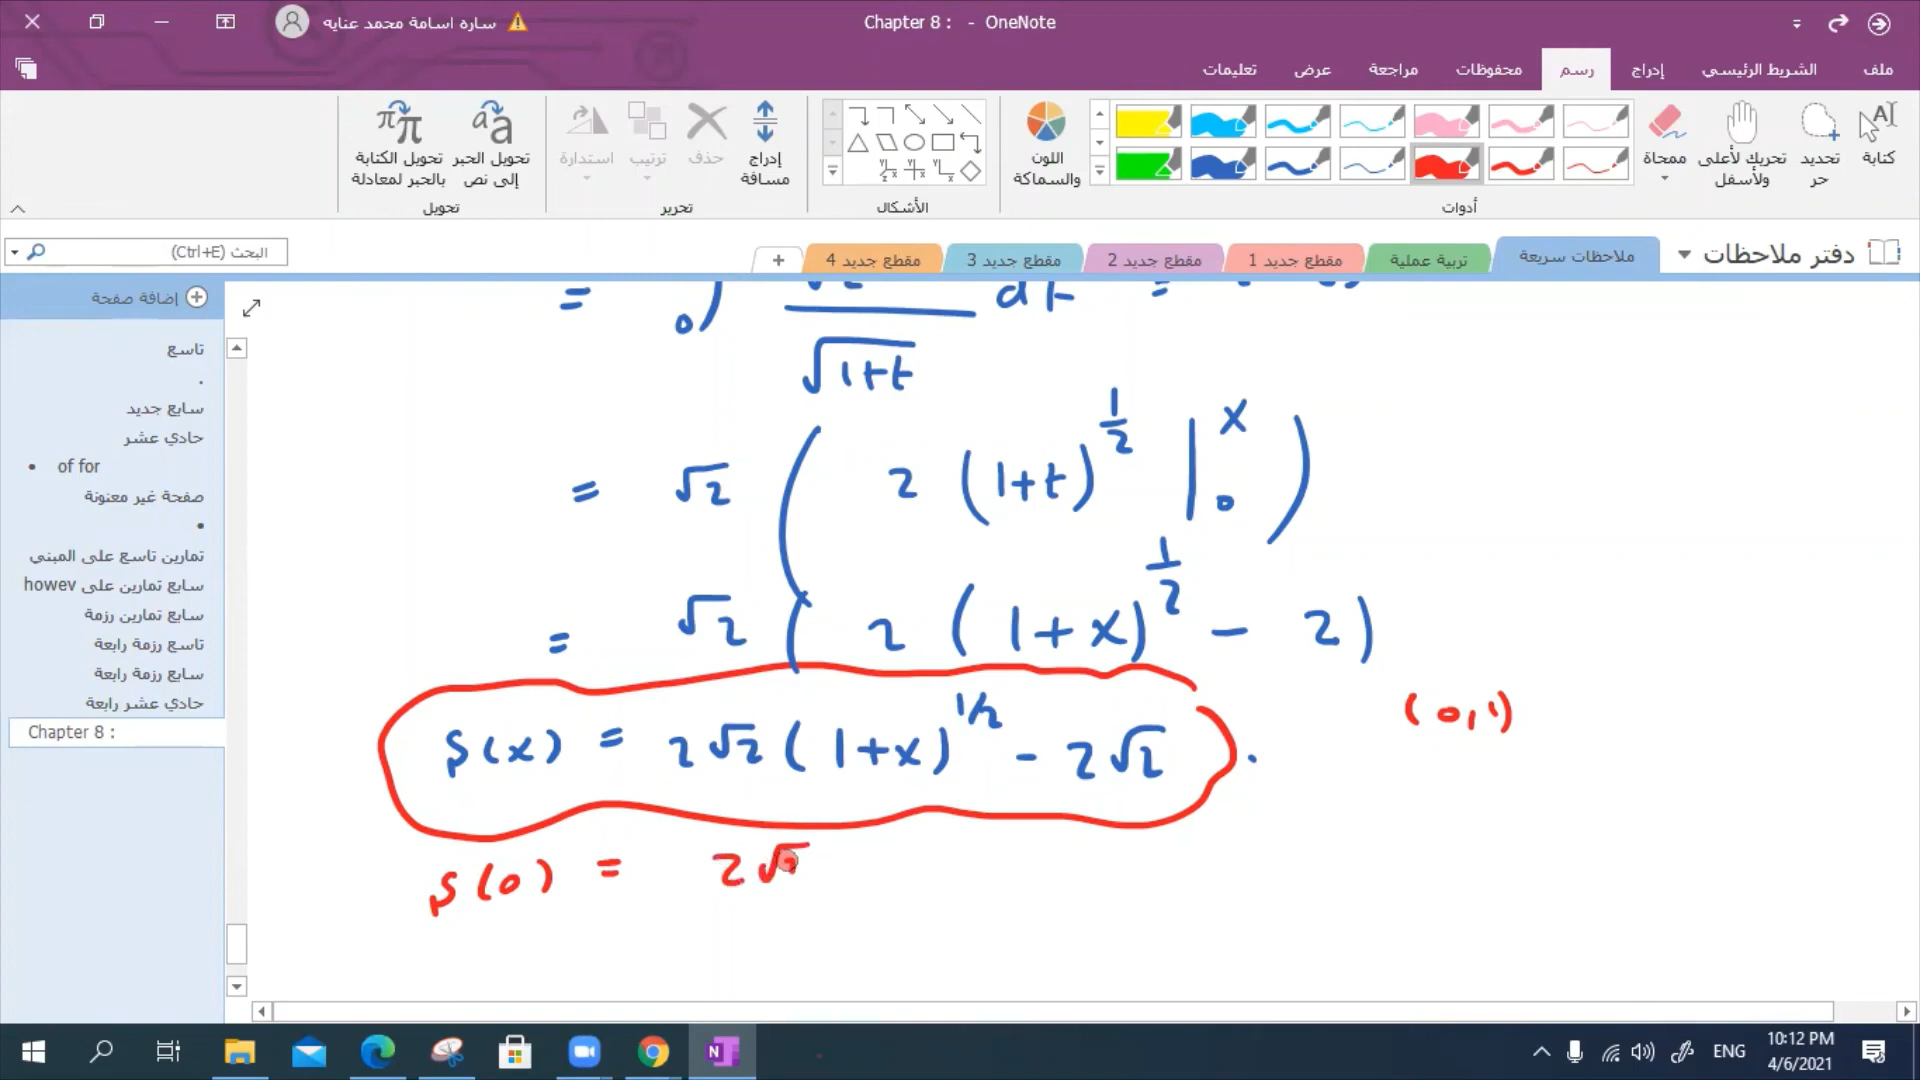 ساره اسامة محمد عنايه
Chapter 8 : - OneNote
ملف الشريط الرئيسي إدراج رسم محفوظات مراجعة عرض تعليمات
كتابة
تحديد حر
تحريك لأعلى ولأسفل
ممحاة
أدوات
اللون والسماكة
الأشكال
إدراج مسافة
حذف
ترتيب
استدارة
تحرير
تحويل الحبر إلى نص
تحويل الكتابة بالحبر لمعادلة
تحويل
دفتر ملاحظات
ملاحظات سريعة
تربية عملية
مقطع جديد 1
مقطع جديد 2
مقطع جديد 3
مقطع جديد 4
+
البحث (Ctrl+E)
إضافة صفحة
تاسع
.
سابع جديد
حادي عشر
of for
صفحة غير معنونة
تمارين تاسع على المبني
سابع تمارين على howev
سابع تمارين رزمة
تاسع رزمة رابعة
سابع رزمة رابعة
حادي عشر رابعة
Chapter 8 :
√(1+t) dt
= √2 ( 2 (1+t)^1/2 |₀ˣ )
= √2 ( 2 (1+x)^1/2 - 2 )
(0,1)
S(x) = 2√2 (1+x)^1/2 - 2√2 .
S(0) = 2√2
ENG
10:12 PM
4/6/2021